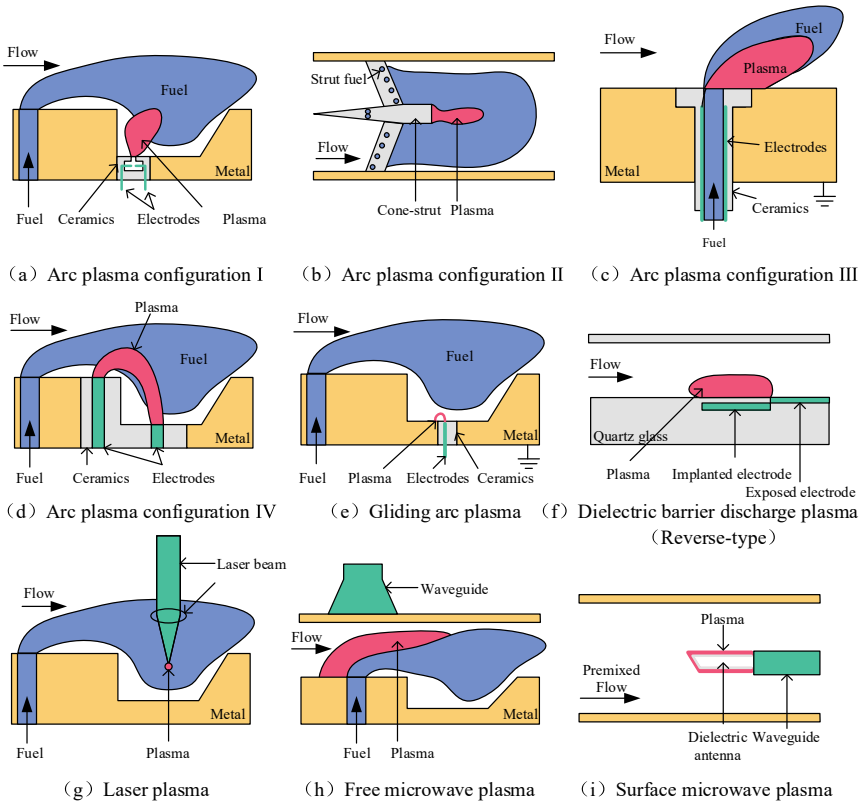 Flow
Fuel
Metal
Fuel
Ceramics
Electrodes
Plasma
(a) Arc plasma configuration I
Strut fuel
Flow
Cone-strut
Plasma
(b) Arc plasma configuration II
Flow
Fuel
Plasma
Metal
Electrodes
Ceramics
Fuel
(c) Arc plasma configuration III
Flow
Plasma
Fuel
Metal
Fuel
Ceramics
Electrodes
(d) Arc plasma configuration IV
Flow
Fuel
Metal
Fuel
Plasma
Electrodes
Ceramics
(e) Gliding arc plasma
Flow
Quartz glass
Plasma
Implanted electrode
Exposed electrode
(f) Dielectric barrier discharge plasma
(Reverse-type)
Laser beam
Flow
Metal
Fuel
Plasma
(g) Laser plasma
Waveguide
Flow
Metal
Fuel
Plasma
(h) Free microwave plasma
Plasma
Premixed
Flow
Dielectric
antenna
Waveguide
(i) Surface microwave plasma